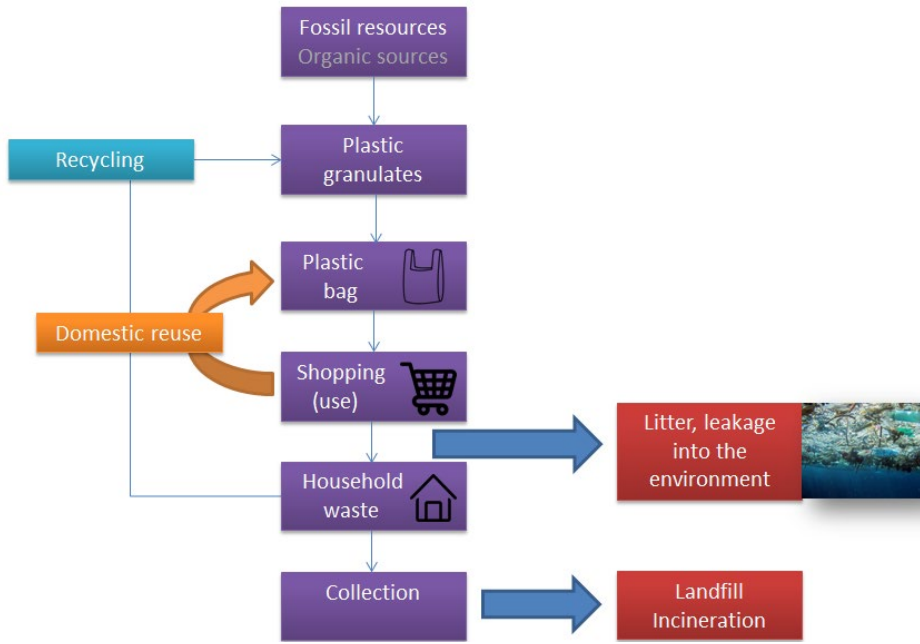 Fossil resources
Organic sources
Recycling
Plastic
granulates
Plastic
bag
Domestic reuse
Shopping
(use)
Litter, leakage
into the
environment
Household
waste
Collection
Landfill
Incineration